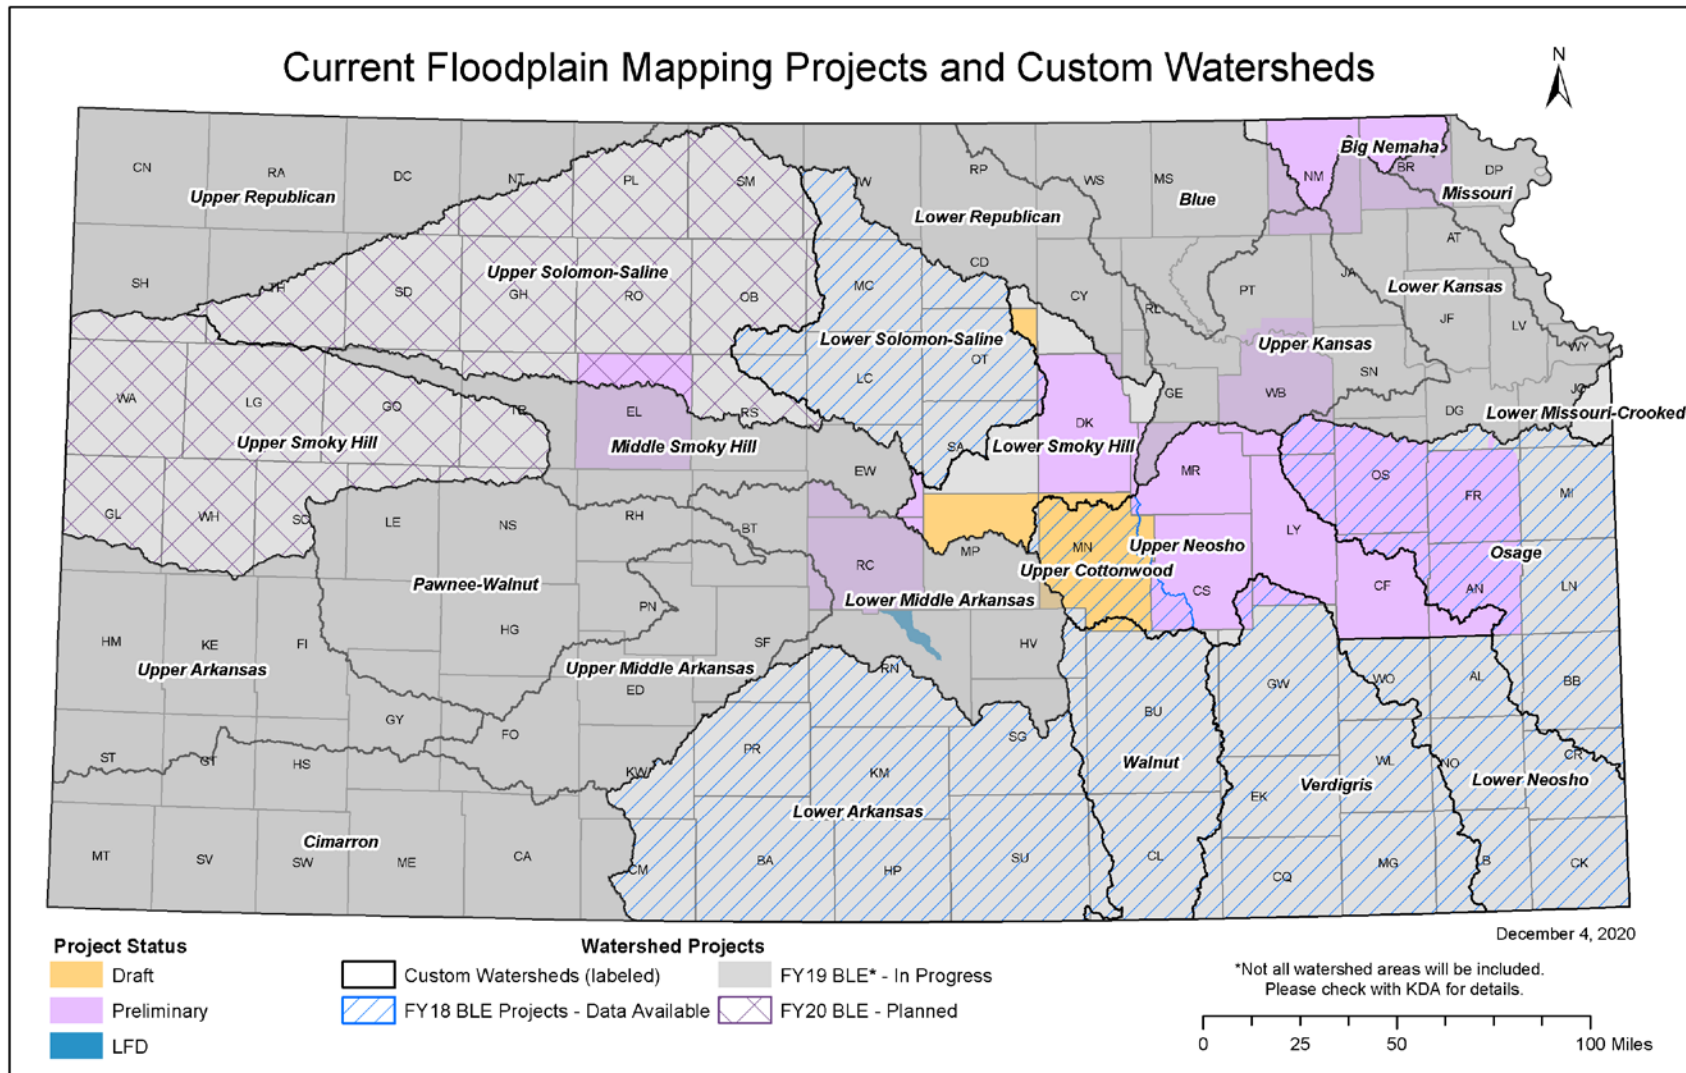 Current Floodplain Mapping Projects and Custom Watersheds
N
CN
RA
DC
NT
PL
SM
JW
RP
WS
MS
NM
BR
DP
Big Nemaha
Missouri
Upper Republican
Lower Republican
Blue
SH
TH
SD
GH
RO
OB
MC
CD
CY
RL
PT
JA
AT
JF
LV
WY
Upper Solomon-Saline
Lower Kansas
Lower Solomon-Saline
Upper Kansas
WA
LG
GO
TR
EL
RS
LC
OT
SA
DK
GE
WB
SN
DG
JO
Lower Missouri-Crooked
Upper Smoky Hill
Middle Smoky Hill
Lower Smoky Hill
GL
WH
SC
LE
NS
RH
BT
EW
MR
LY
OS
FR
MI
RC
MP
MN
Upper Neosho
Upper Cottonwood
Osage
Pawnee-Walnut
Lower Middle Arkansas
CS
CF
AN
LN
HM
KE
FI
HG
PN
SF
RN
HV
Upper Arkansas
Upper Middle Arkansas
ED
GY
FO
ST
GT
HS
KW
PR
KM
SG
BU
GW
WO
AL
BB
Walnut
EK
WL
NO
CR
Verdigris
Lower Neosho
Lower Arkansas
Cimarron
MT
SV
SW
ME
CA
CM
BA
HP
SU
CL
CQ
MG
LB
CK
December 4, 2020
Project Status
Draft
Preliminary
LFD
Watershed Projects
Custom Watersheds (labeled)
FY18 BLE Projects - Data Available
FY19 BLE* - In Progress
FY20 BLE - Planned
*Not all watershed areas will be included.
Please check with KDA for details.
0 25 50 100 Miles